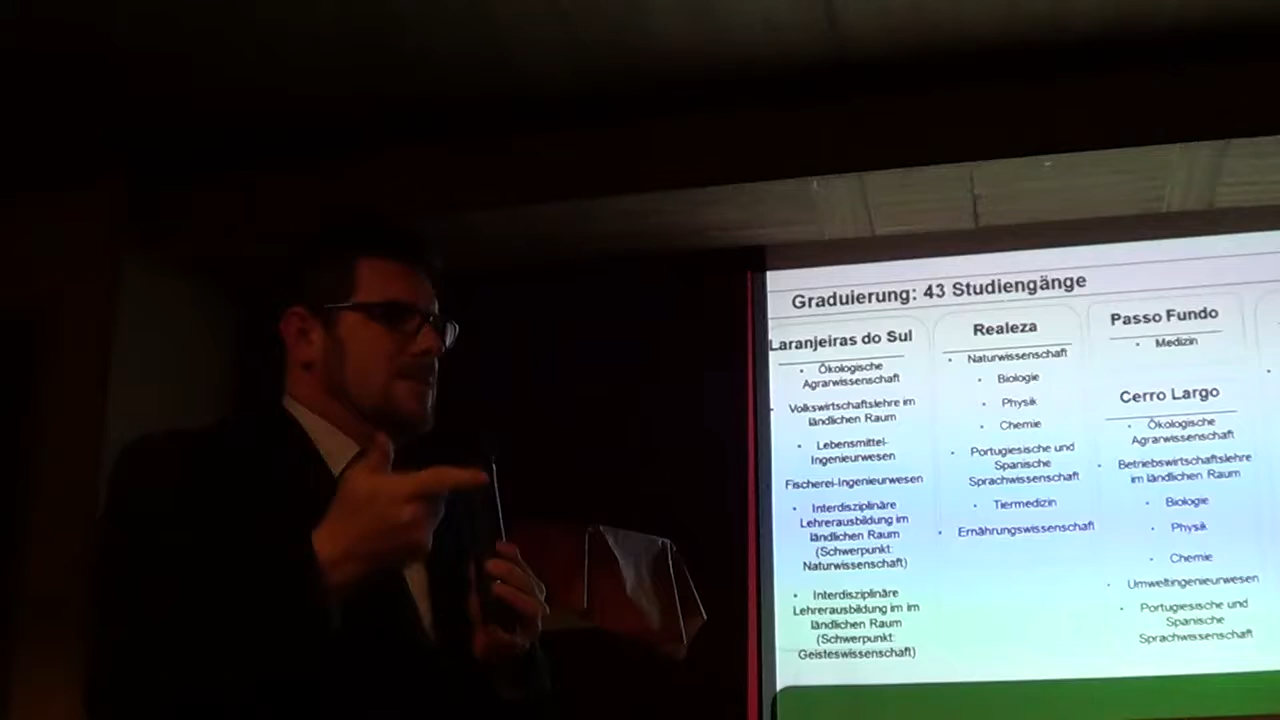 Graduierung: 43 Studiengänge
Laranjeiras do Sul
• Ökologische
Agrarwissenschaft
• Volkswirtschaftslehre im
ländlichen Raum
• Lebensmittel-
Ingenieurwesen
Fischerei-Ingenieurwesen
• Interdisziplinäre
Lehrerausbildung im
ländlichen Raum
(Schwerpunkt:
Naturwissenschaft)
• Interdisziplinäre
Lehrerausbildung im im
ländlichen Raum
(Schwerpunkt:
Geisteswissenschaft)
Realeza
• Naturwissenschaft
• Biologie
• Physik
• Chemie
• Portugiesische und
Spanische
Sprachwissenschaft
• Tiermedizin
• Ernährungswissenschaft
Passo Fundo
• Medizin
Cerro Largo
• Ökologische
Agrarwissenschaft
• Betriebswirtschaftslehre
im ländlichen Raum
• Biologie
• Physik
• Chemie
• Umweltingenieurwesen
• Portugiesische und
Spanische
Sprachwissenschaft